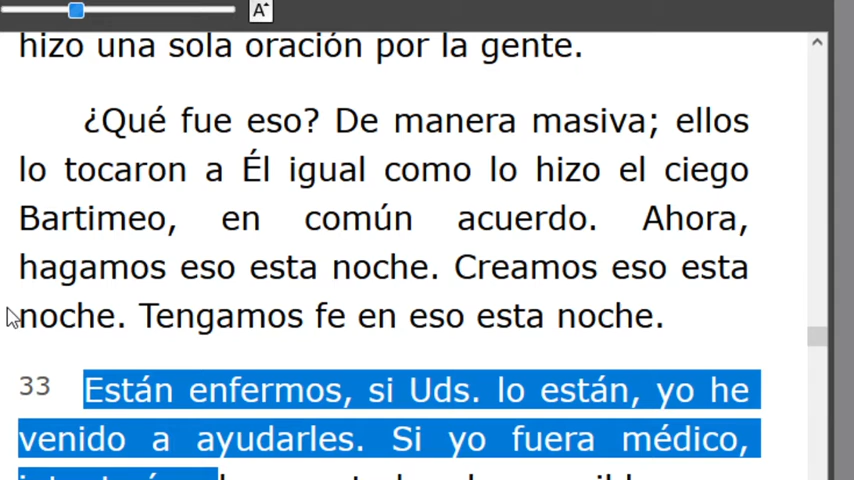 A
hizo una sola oración por la gente.
¿Qué fue eso? De manera masiva; ellos
lo tocaron a Él igual como lo hizo el ciego
Bartimeo, en común acuerdo. Ahora,
hagamos eso esta noche. Creamos eso esta
noche. Tengamos fe en eso esta noche.
33 Están enfermos, si Uds. lo están, yo he
venido a ayudarles. Si yo fuera médico,